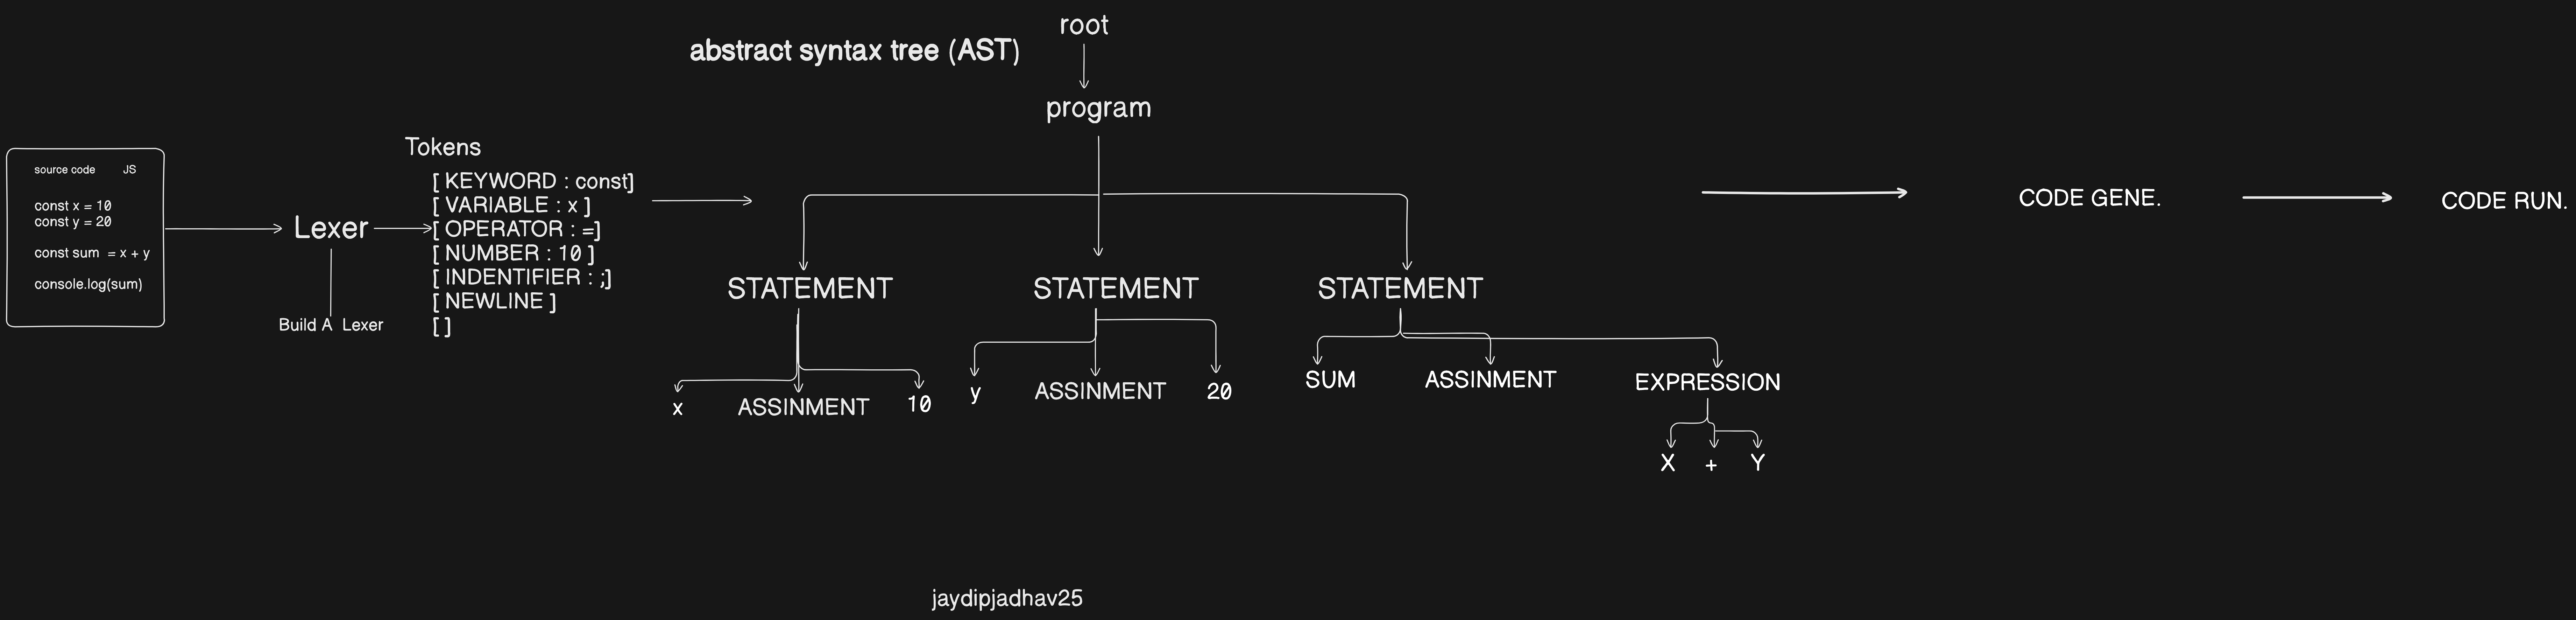 source code JS
const x = 10
const y = 20
const sum = x + y
console.log(sum)
Lexer
Build A Lexer
Tokens
[ KEYWORD : const]
[ VARIABLE : x ]
[ OPERATOR : =]
[ NUMBER : 10 ]
[ INDENTIFIER : ;]
[ NEWLINE ]
[ ]
abstract syntax tree (AST)
root
program
STATEMENT
x
ASSINMENT
10
STATEMENT
y
ASSINMENT
20
STATEMENT
SUM
ASSINMENT
EXPRESSION
X + Y
CODE GENE.
CODE RUN.
jaydipjadhav25